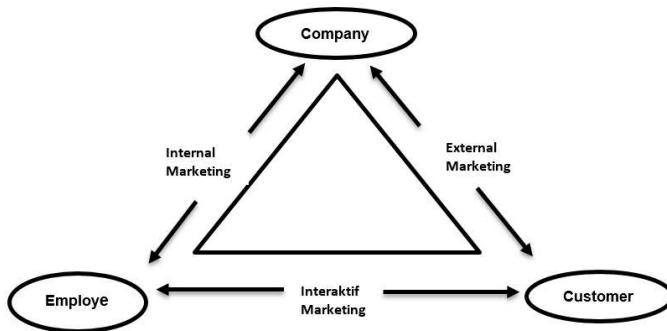 Company
Internal
Marketing
External
Marketing
Employe
Interaktif
Marketing
Customer